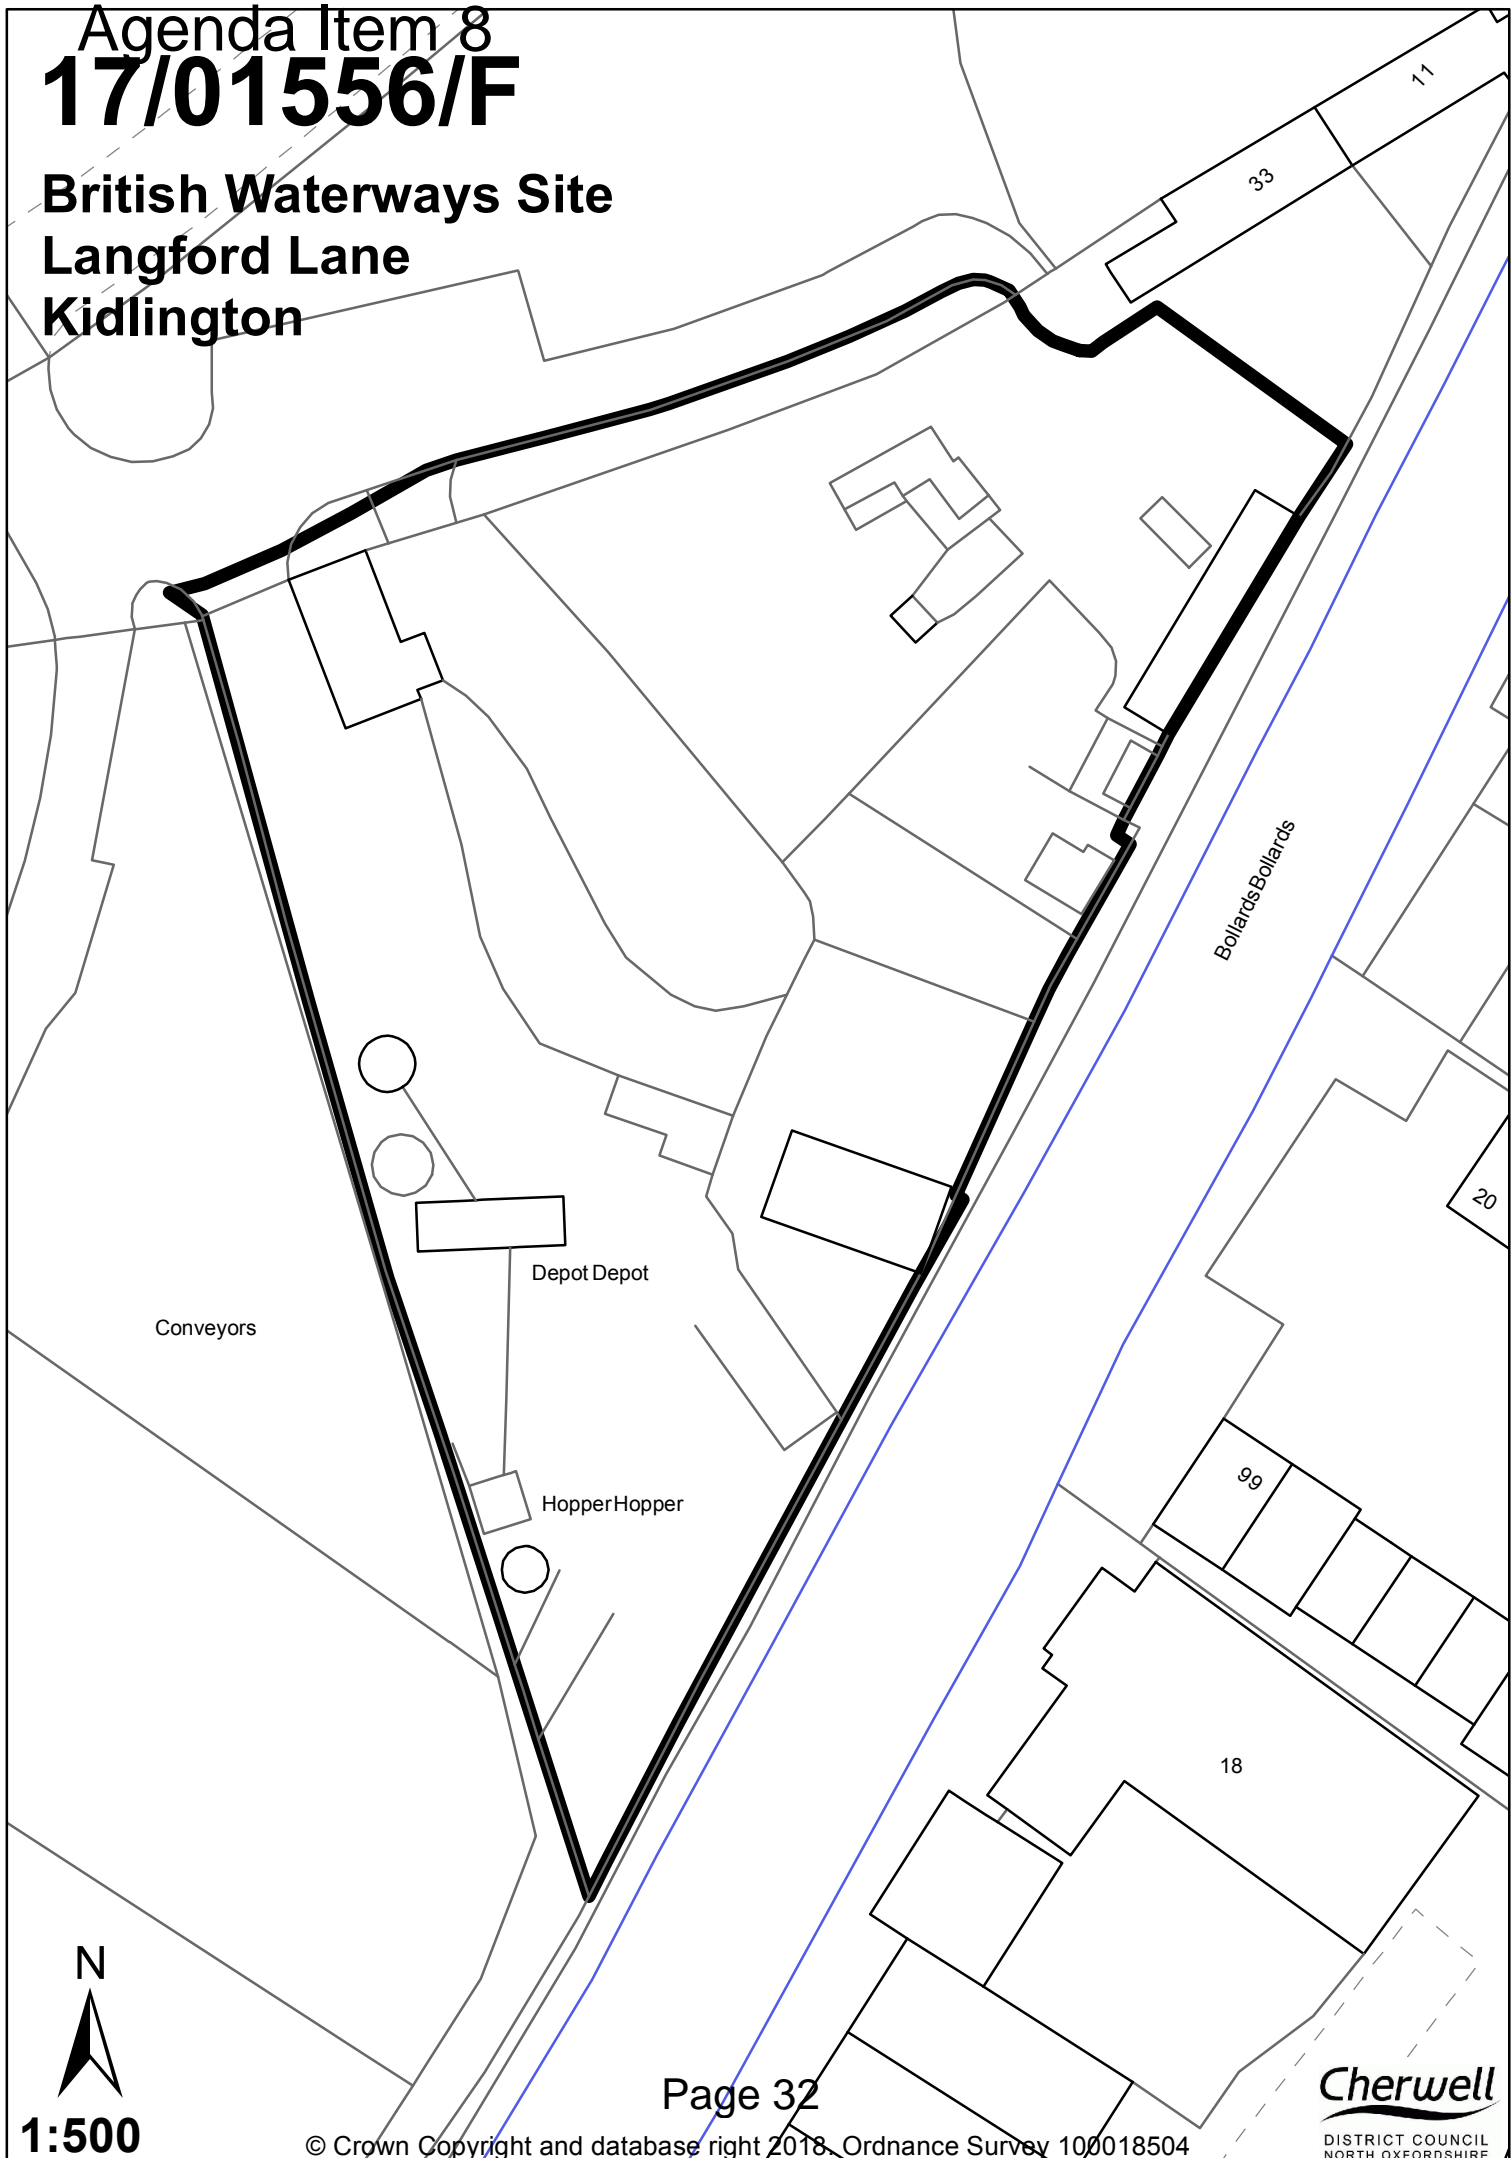 Agenda Item 8
17/01556/F
British Waterways Site
Langford Lane
Kidlington
11
33
BollardsBollards
20
Depot Depot
Conveyors
99
HopperHopper
18
N
1:500
Page 32
© Crown Copyright and database right 2018. Ordnance Survey 100018504
Cherwell
DISTRICT COUNCIL
NORTH OXFORDSHIRE